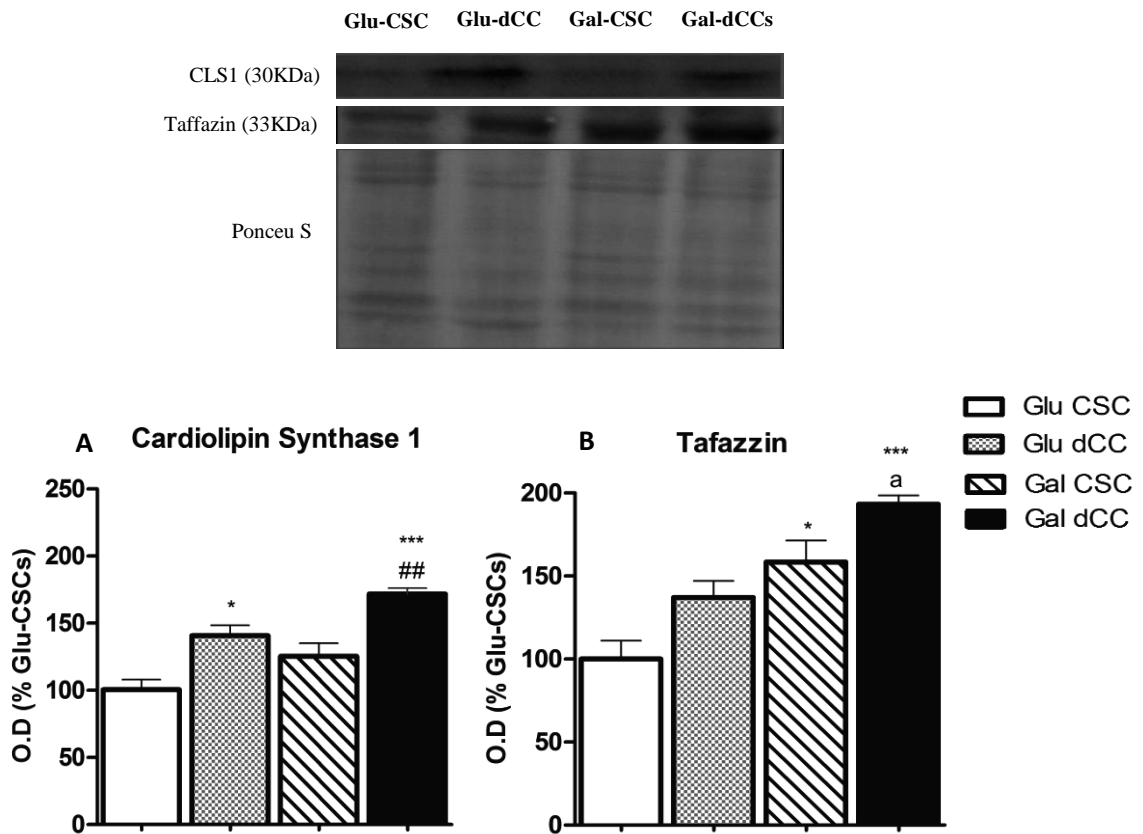 Glu-CSC Glu-dCC Gal-CSC Gal-dCCs
CLS1 (30KDa)
Taffazin (33KDa)
Ponceu S
Glu CSC
Glu dCC
Gal CSC
Gal dCC
A Cardiolipin Synthase 1
O.D (% Glu-CSCs)
250
200
150
100
50
0
*
***
##
B Tafazzin
O.D (% Glu-CSCs)
200
150
100
50
0
*
***
a